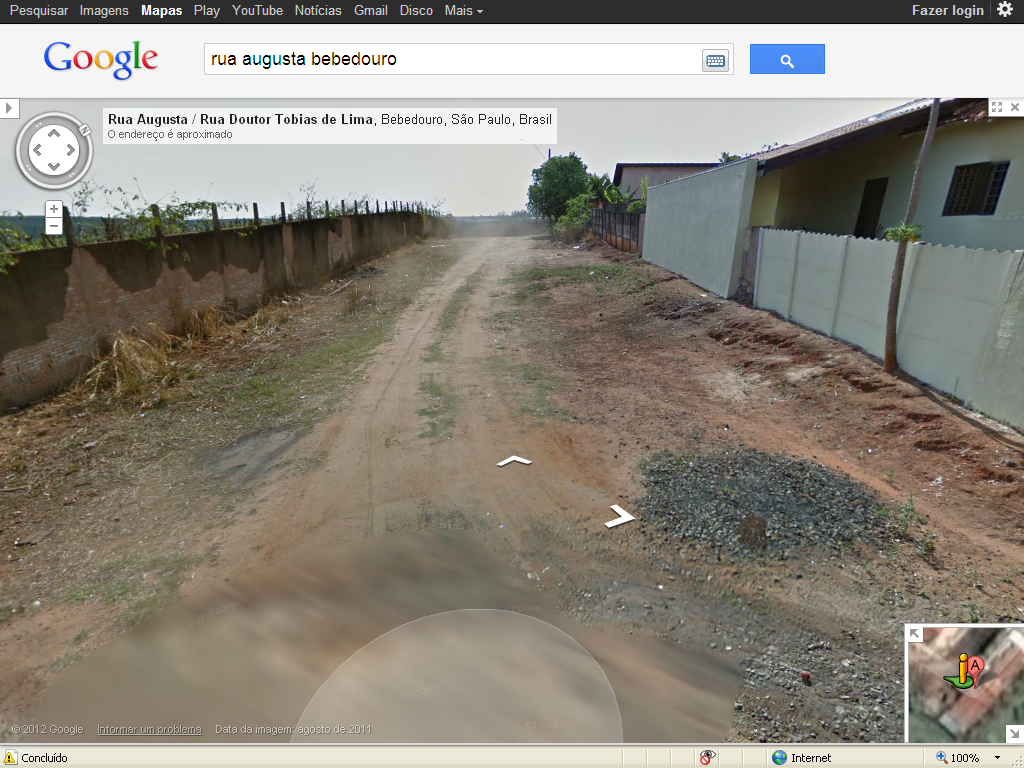 Pesquisar Imagens Mapas Play YouTube Notícias Gmail Disco Mais Fazer login
Google rua augusta bebedouro
Rua Augusta / Rua Doutor Tobias de Lima, Bebedouro, São Paulo, Brasil
O endereço é aproximado
N
A
© 2012 Google Informar um problema Data da imagem: agosto de 2011
Concluído Internet 100%